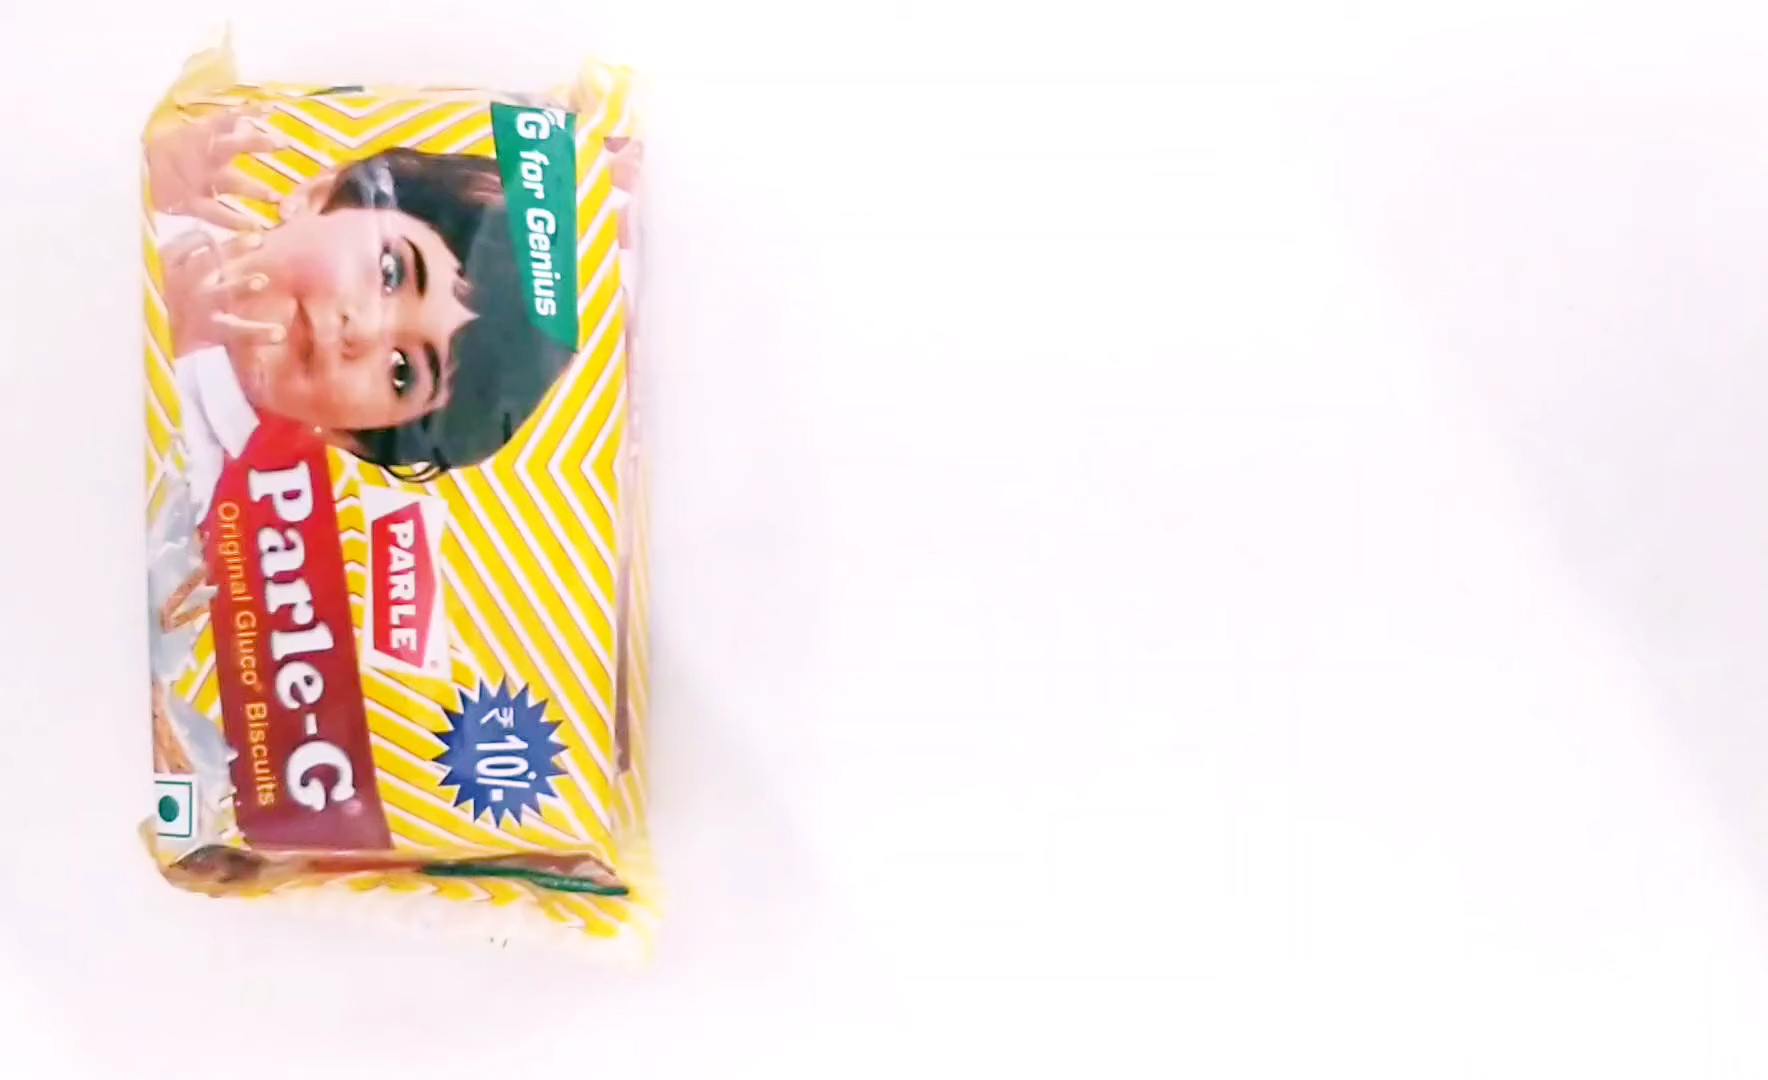 G for Genius
PARLE
₹10/-
Parle-G®
Original Gluco® Biscuits